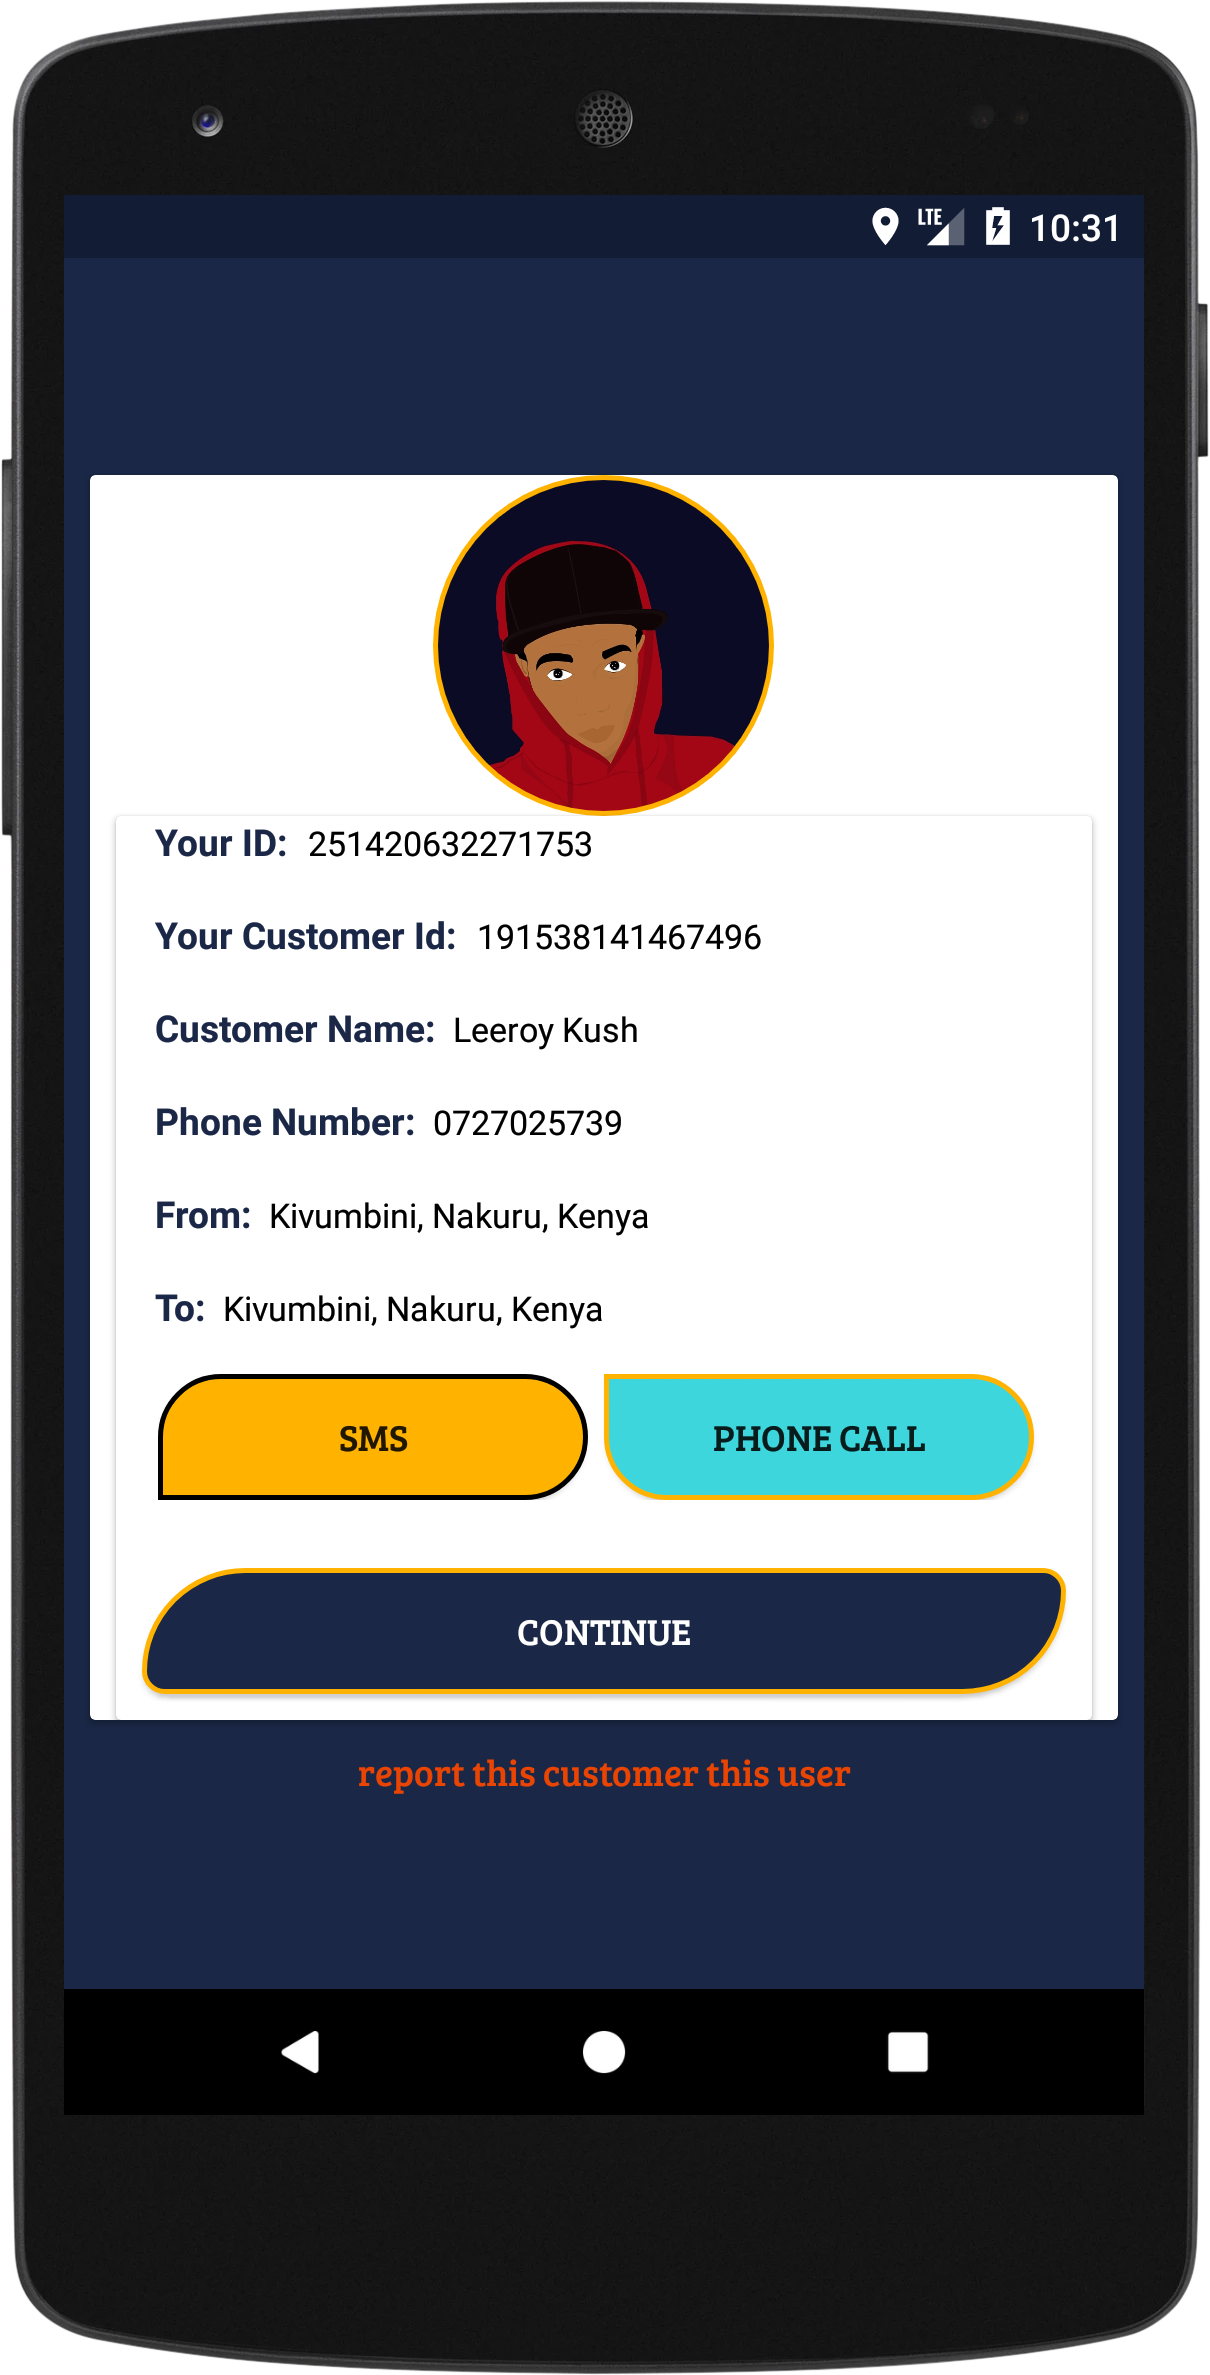 LTE 10:31
Your ID: 251420632271753
Your Customer Id: 191538141467496
Customer Name: Leeroy Kush
Phone Number: 0727025739
From: Kivumbini, Nakuru, Kenya
To: Kivumbini, Nakuru, Kenya
SMS PHONE CALL
CONTINUE
report this customer this user